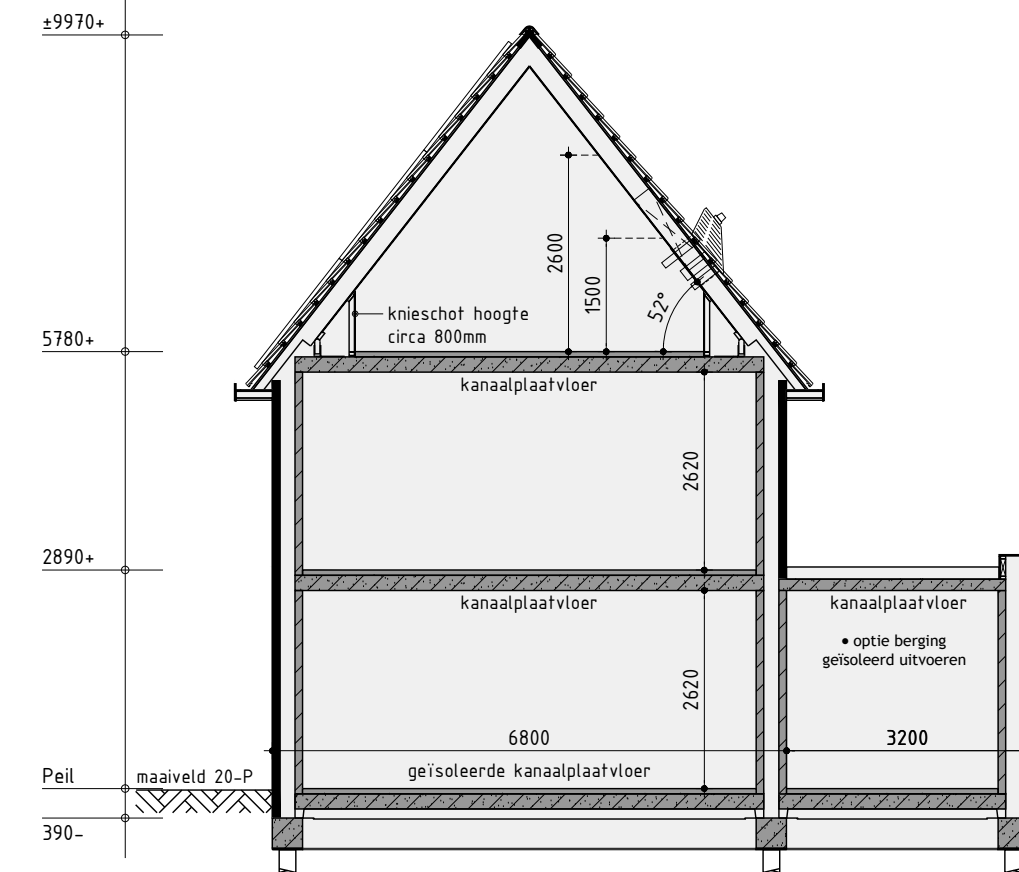 ±9970+
2600
1500
52°
knieschot hoogte
circa 800mm
5780+
kanaalplaatvloer
2620
2890+
kanaalplaatvloer
kanaalplaatvloer
• optie berging
geïsoleerd uitvoeren
2620
6800
3200
Peil
maaiveld 20-P
geïsoleerde kanaalplaatvloer
390-